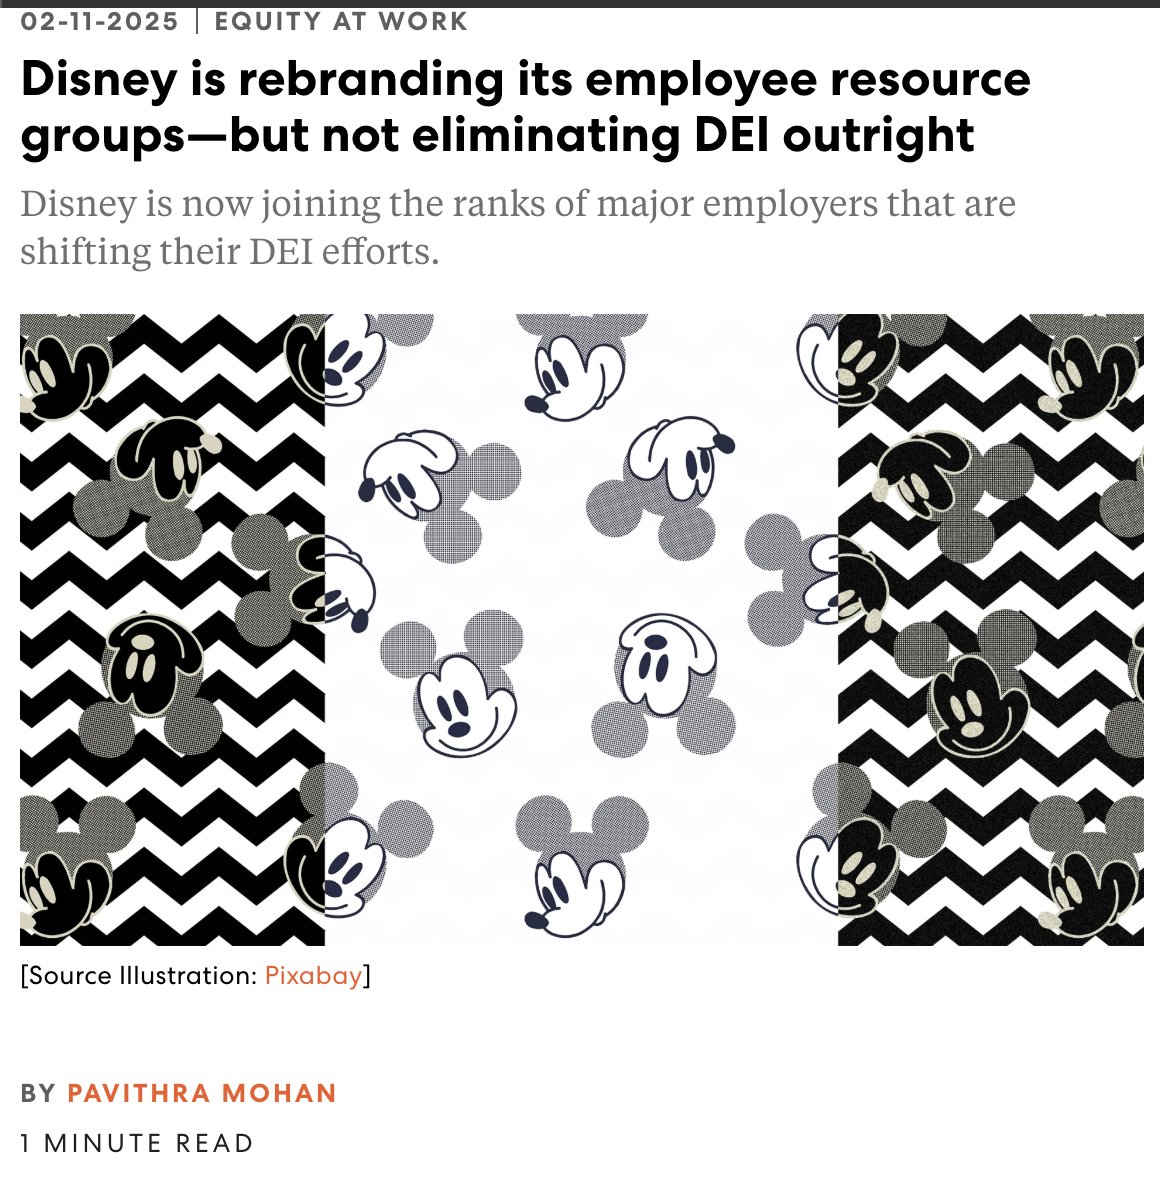 02-11-2025 | EQUITY AT WORK
Disney is rebranding its employee resource
groups—but not eliminating DEI outright
Disney is now joining the ranks of major employers that are
shifting their DEI efforts.
[Source Illustration: Pixabay]
BY PAVITHRA MOHAN
1 MINUTE READ